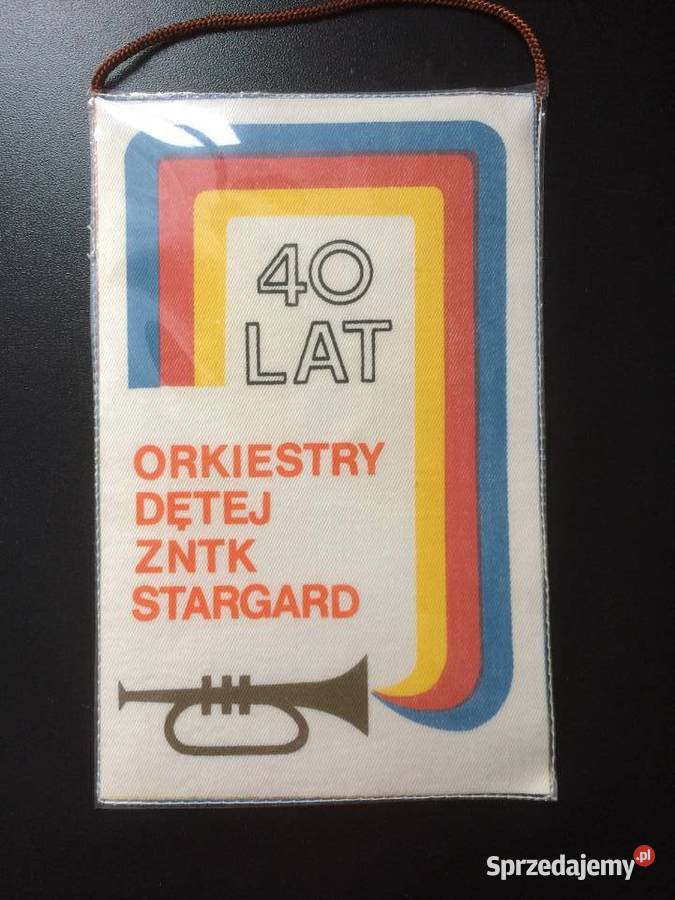 40
LAT
ORKIESTRY
DĘTEJ
ZNTK
STARGARD
Sprzedajemy.pl